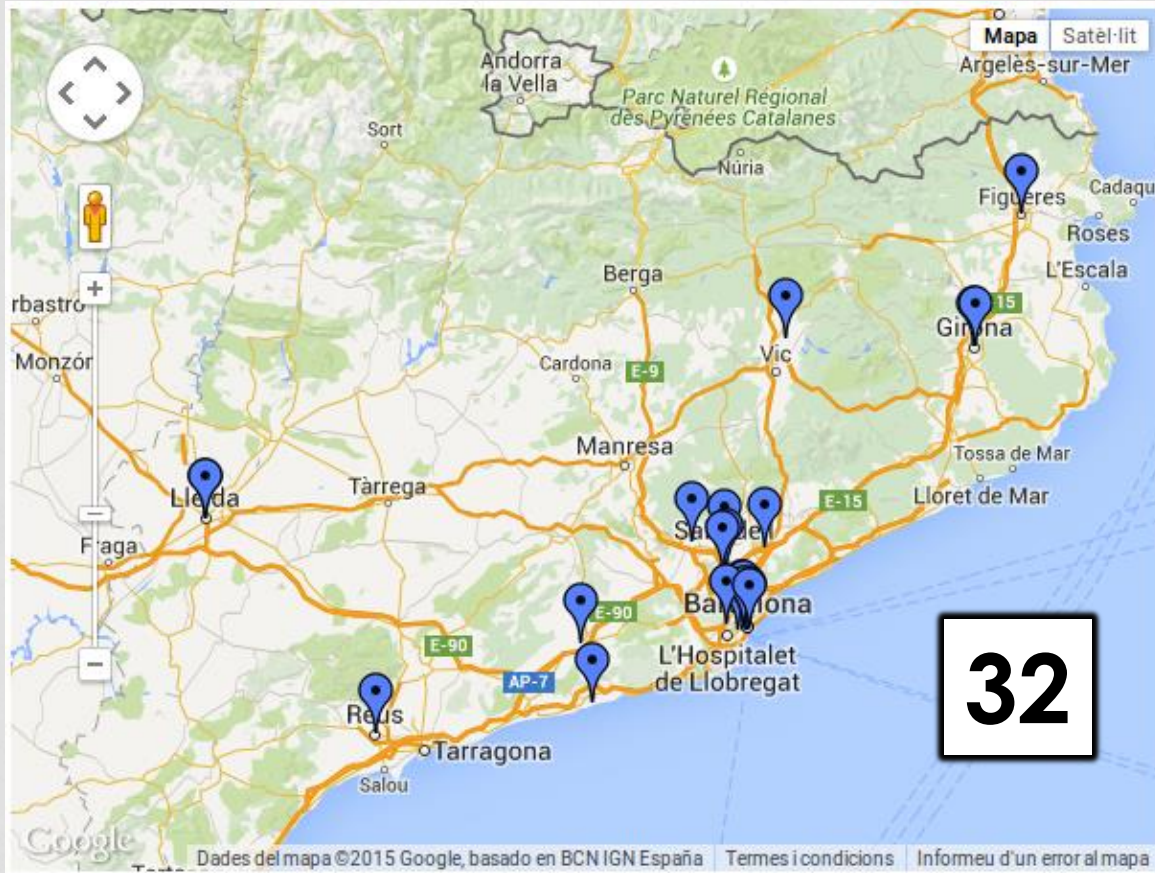 Mapa
Satèl·lit
Andorra
la Vella
Argelès-sur-Mer
Parc Naturel Régional
des Pyrénées Catalanes
Sort
Núria
Figueres
Cadaqu
Roses
Berga
L'Escala
rbastro
E-15
Girona
Monzór
Vic
Cardona
E-9
Manresa
Tossa de Mar
Tàrrega
Lleida
Lloret de Mar
E-15
Fraga
Barcelona
E-90
E-90
L'Hospitalet
de Llobregat
AP-7
32
Reus
Tarragona
Salou
Google
Dades del mapa ©2015 Google, basado en BCN IGN España
Termes i condicions
Informeu d'un error al mapa